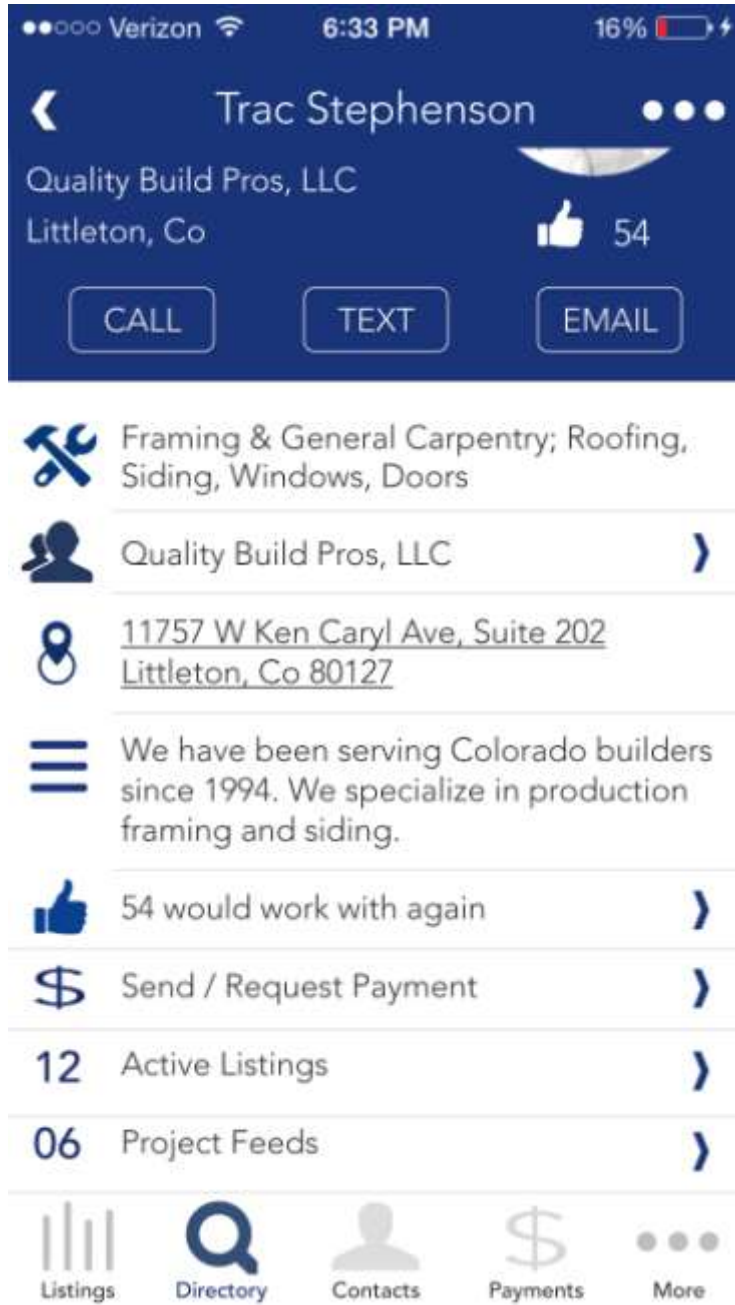 Verizon 6:33 PM 16%
Trac Stephenson
Quality Build Pros, LLC
Littleton, Co
54
CALL TEXT EMAIL
Framing & General Carpentry; Roofing,
Siding, Windows, Doors
Quality Build Pros, LLC
11757 W Ken Caryl Ave, Suite 202
Littleton, Co 80127
We have been serving Colorado builders
since 1994. We specialize in production
framing and siding.
54 would work with again
$ Send / Request Payment
12 Active Listings
06 Project Feeds
$
Listings Directory Contacts Payments More